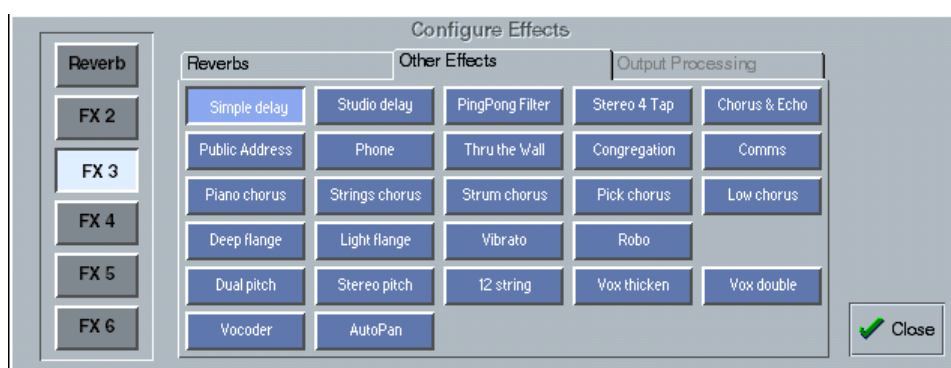 Configure Effects
Reverb
FX 2
FX 3
FX 4
FX 5
FX 6
Reverbs Other Effects Output Processing
Simple delay Studio delay PingPong Filter Stereo 4 Tap Chorus & Echo
Public Address Phone Thru the Wall Congregation Comms
Piano chorus Strings chorus Strum chorus Pick chorus Low chorus
Deep flange Light flange Vibrato Robo
Dual pitch Stereo pitch 12 string Vox thicken Vox double
Vocoder AutoPan
Close